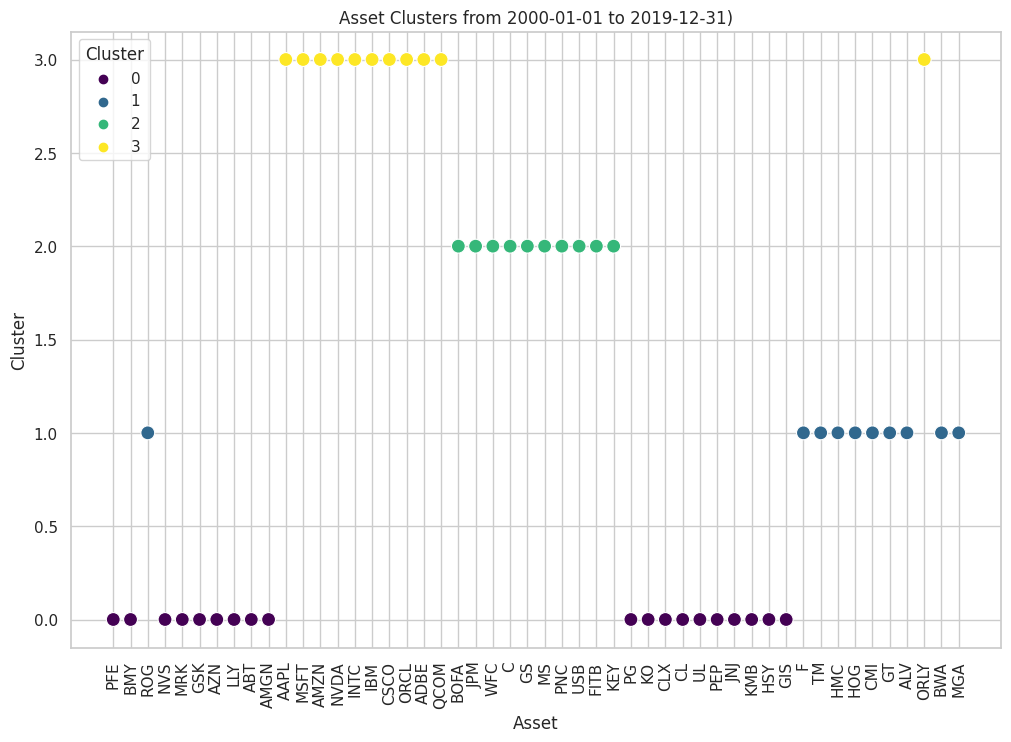 Asset Clusters from 2000-01-01 to 2019-12-31)
Cluster
0
1
2
3
3.0
2.5
2.0
1.5
1.0
0.5
0.0
Cluster
PFE
BMY
ROG
NVS
MRK
GSK
AZN
LLY
ABT
AMGN
AAPL
MSFT
AMZN
NVDA
INTC
IBM
CSCO
ORCL
ADBE
QCOM
BOFA
JPM
WFC
C
GS
MS
PNC
USB
FITB
KEY
PG
KO
CLX
CL
UL
PEP
JNJ
KMB
HSY
GIS
F
TM
HMC
HOG
CMI
GT
ALV
ORLY
BWA
MGA
Asset